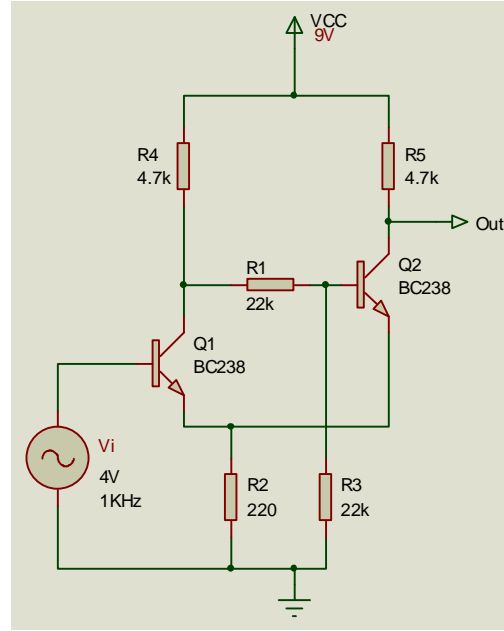 VCC
9V
R4
4.7k
R5
4.7k
Out
R1
22k
Q2
BC238
Q1
BC238
Vi
4V
1KHz
R2
220
R3
22k